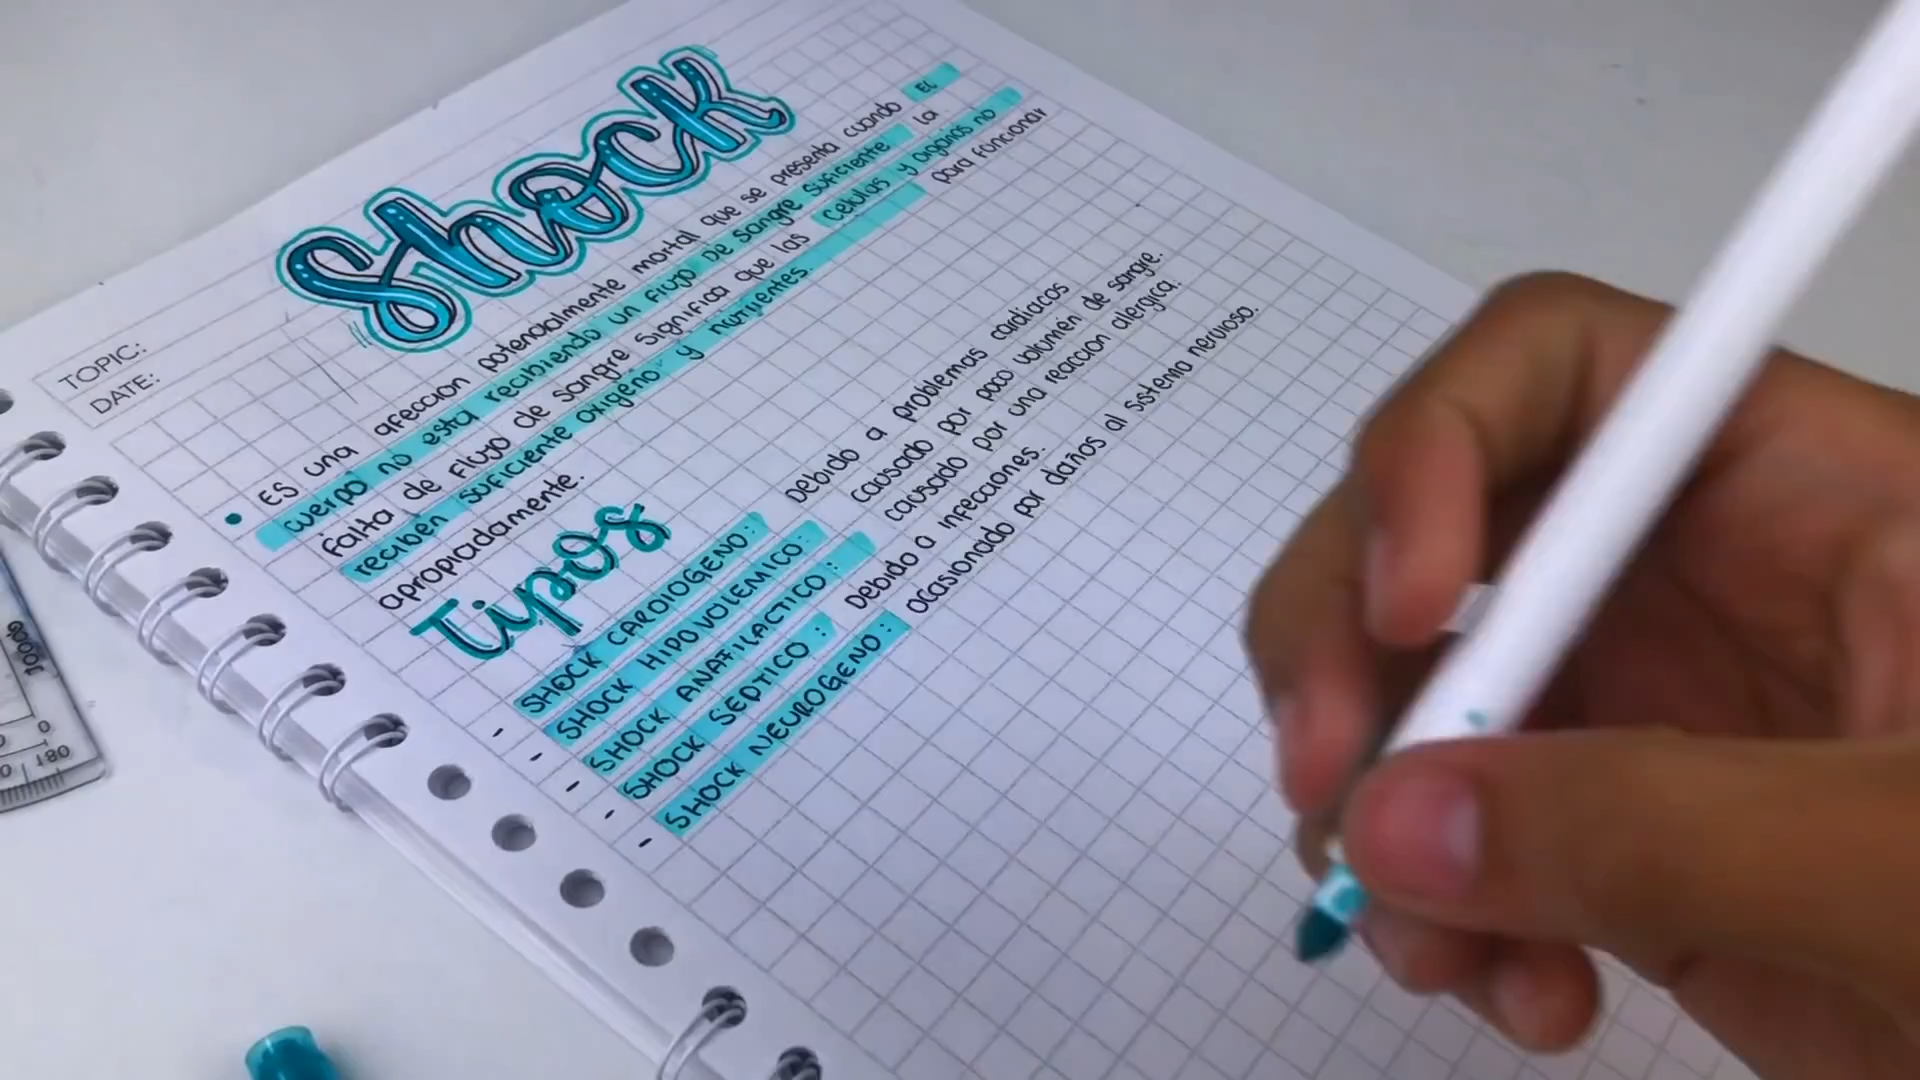 Shock
TOPIC:
DATE:
ES una afeccion potencialmente mortal que se presenta cuando EL
cuerpo no esta recibiendo un flujo DE Sangre suficiente la
falta de flujo de sangre significa que las celulas y organos no
reciben suficiente oxigeno y nutrientes. para funcionar
apropiadamente.
Tipos
- SHOCK CARDIOGENO: Debido a problemas cardiacos
- SHOCK HIPOVOLEMICO: Causado por poco volumen de sangre.
- SHOCK ANAFILACTICO: causado por una reaccion alergica.
- SHOCK SEPTICO: Debido a infecciones.
- SHOCK NEUROGENO: Ocasionado por daños al sistema nervioso.
0
180